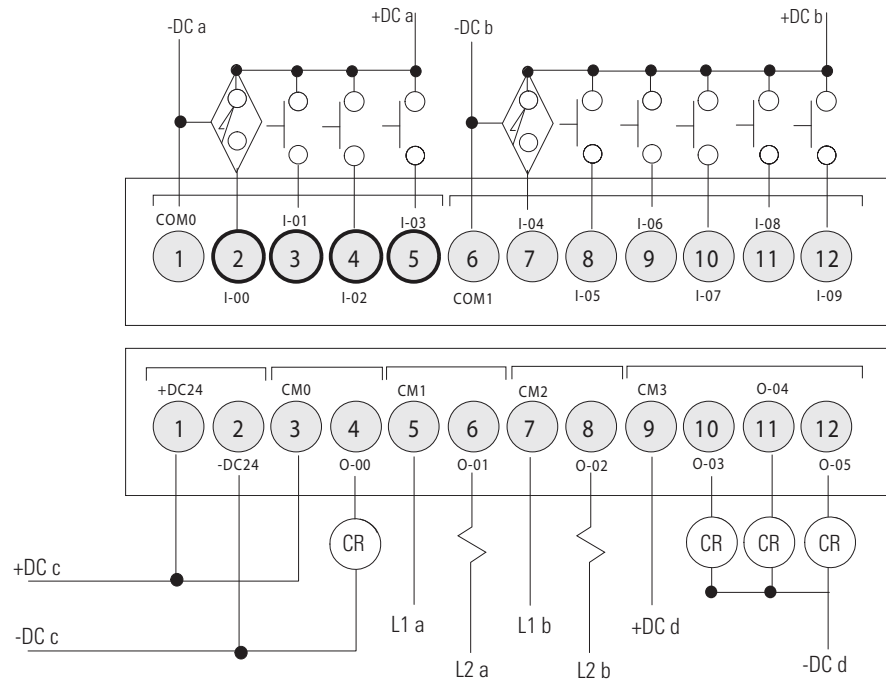 -DC a
+DC a
-DC b
+DC b
COM0
I-01
I-03
I-04
I-06
I-08
1 2 3 4 5 6 7 8 9 10 11 12
I-00
I-02
COM1
I-05
I-07
I-09
+DC24
CM0
CM1
CM2
CM3
O-04
1 2 3 4 5 6 7 8 9 10 11 12
-DC24
O-00
O-01
O-02
O-03
O-05
CR
CR
CR
CR
+DC c
-DC c
L1 a
L1 b
+DC d
L2 a
L2 b
-DC d